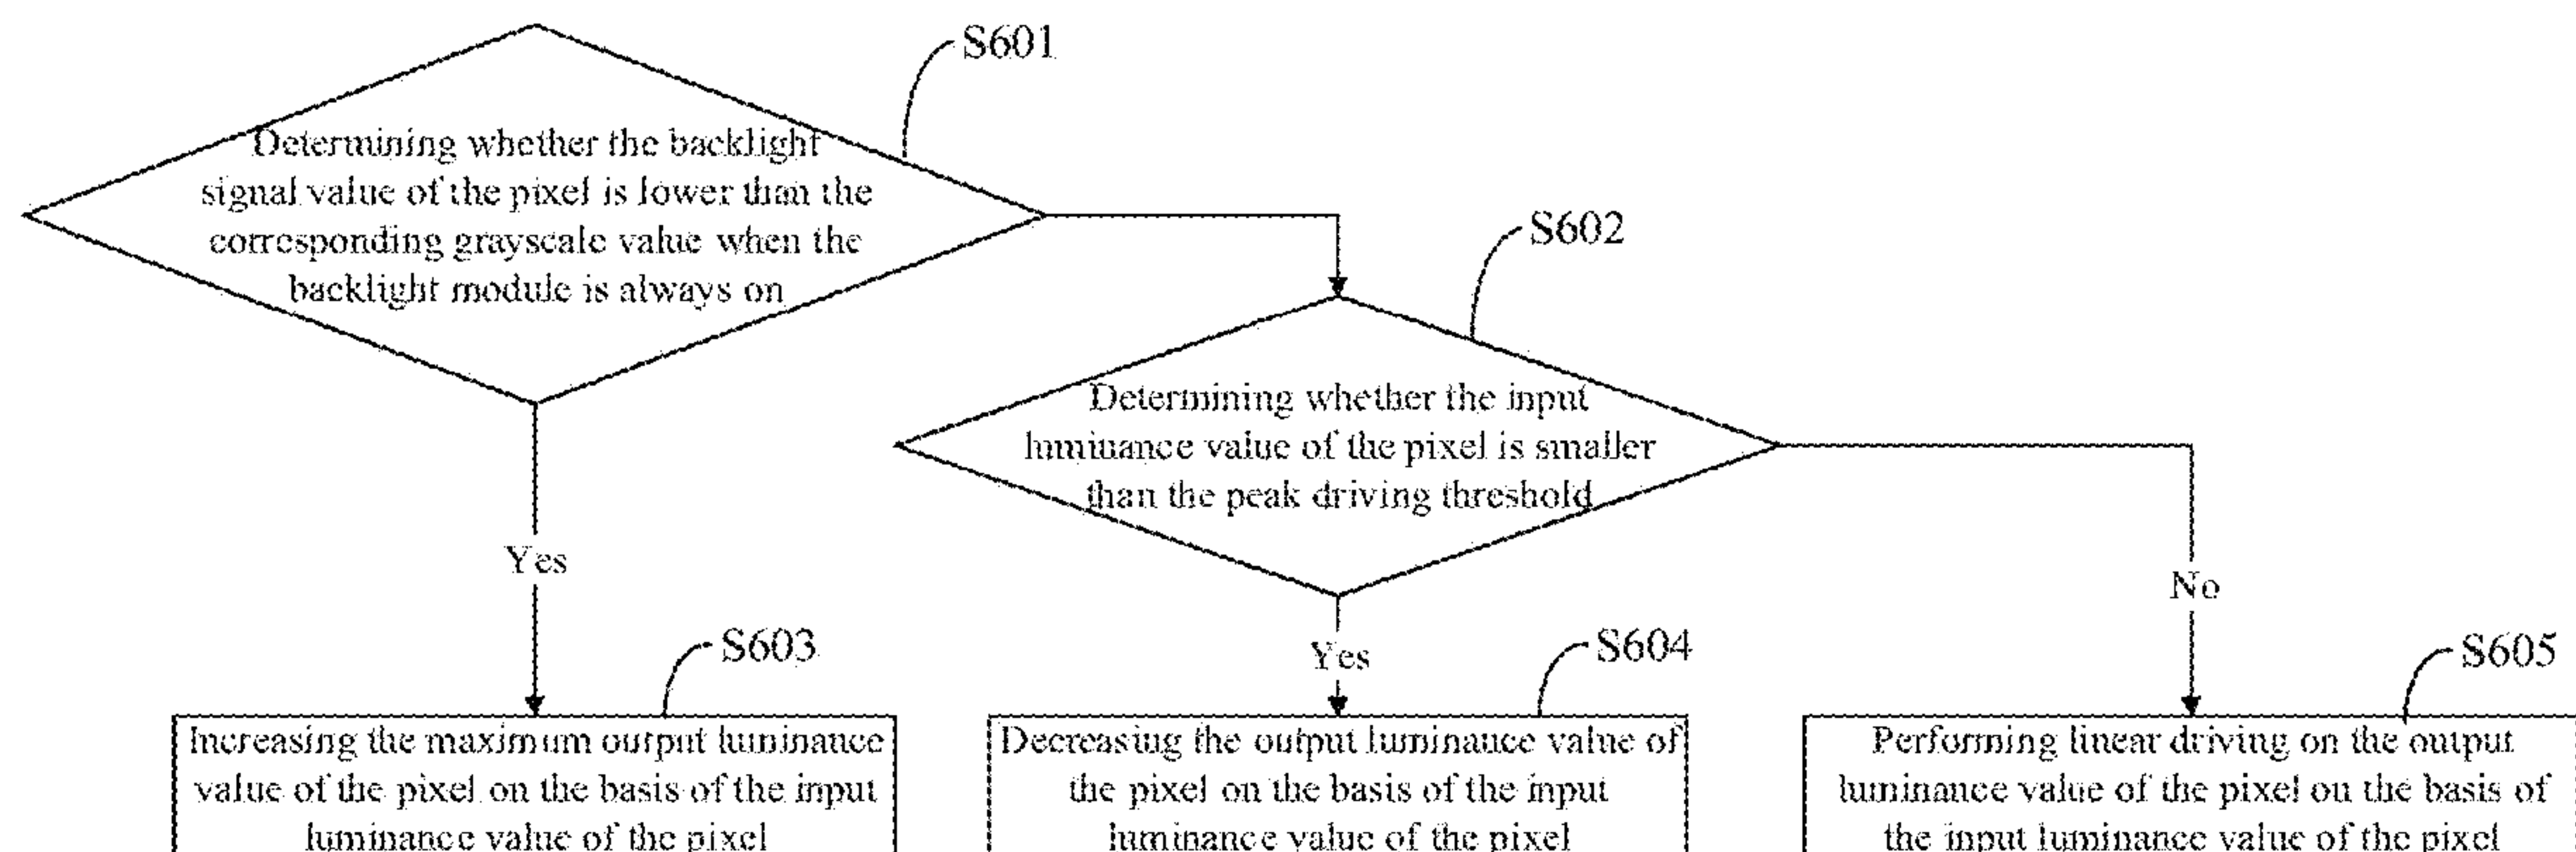 S601
Determining whether the backlight
signal value of the pixel is lower than the
corresponding grayscale value when the
backlight module is always on
S602
Determining whether the input
luminance value of the pixel is smaller
than the peak driving threshold
Yes
No
Yes
S603
Increasing the maximum output luminance
value of the pixel on the basis of the input
luminance value of the pixel
S604
Decreasing the output luminance value of
the pixel on the basis of the input
luminance value of the pixel
S605
Performing linear driving on the output
luminance value of the pixel on the basis of
the input luminance value of the pixel